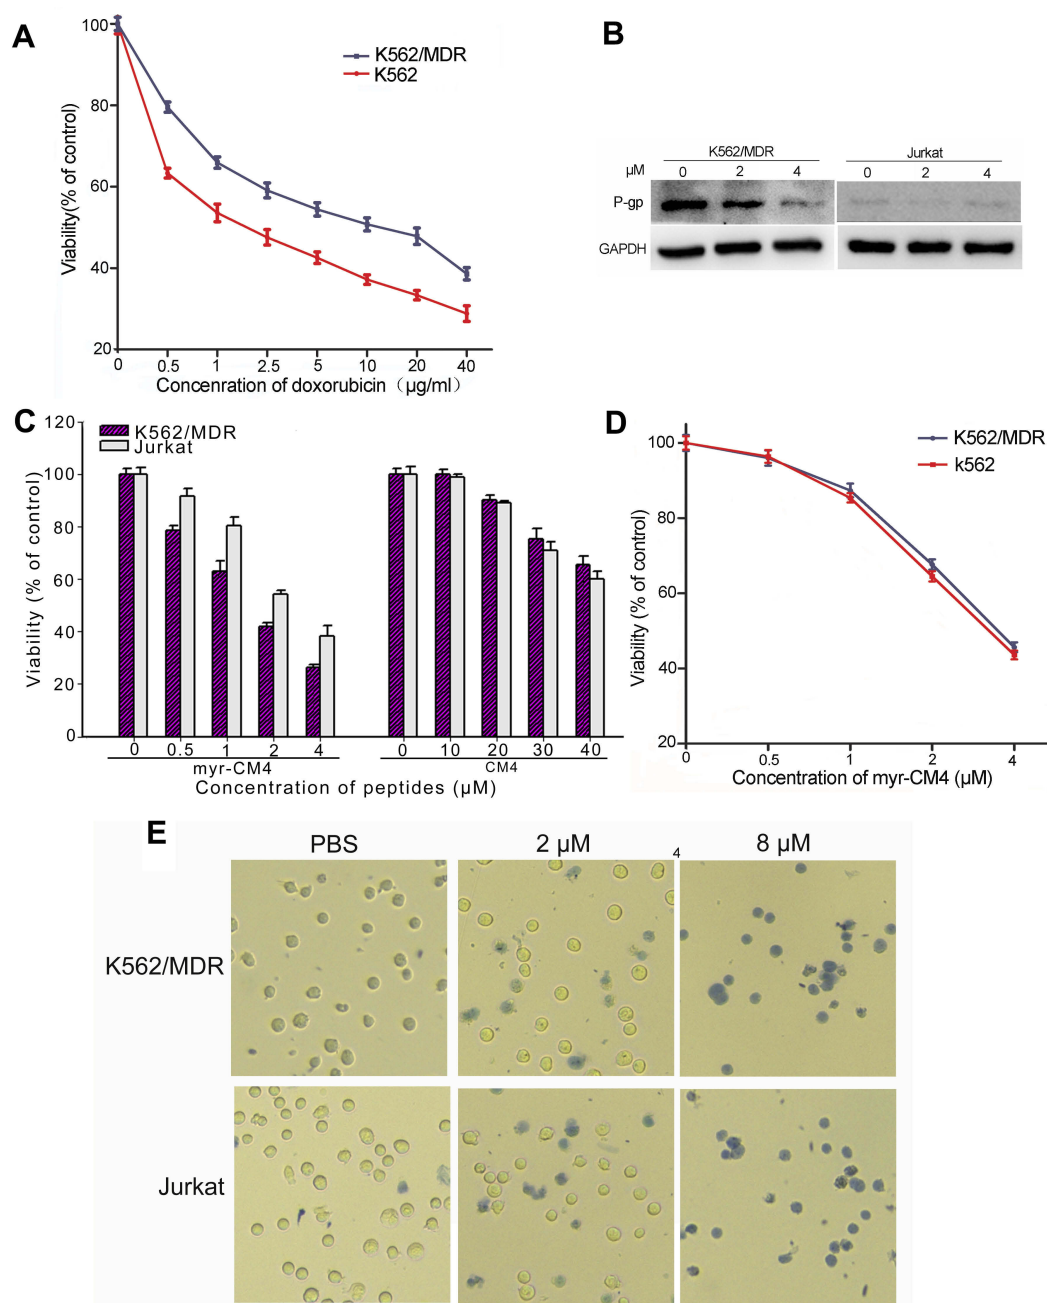 A
100
80
60
40
20
Viability(% of control)
K562/MDR
K562
0 0.5 1 2.5 5 10 20 40
Concenration of doxorubicin (µg/ml)
B
K562/MDR Jurkat
µM 0 2 4 0 2 4
P-gp
GAPDH
C
120
100
80
60
40
20
0
Viability (% of control)
K562/MDR
Jurkat
0 0.5 1 2 4 0 10 20 30 40
myr-CM4 CM4
Concentration of peptides (µM)
D
100
80
60
40
20
Viability (% of control)
K562/MDR
k562
0 0.5 1 2 4
Concentration of myr-CM4 (µM)
E
PBS 2 µM 4 8 µM
K562/MDR
Jurkat